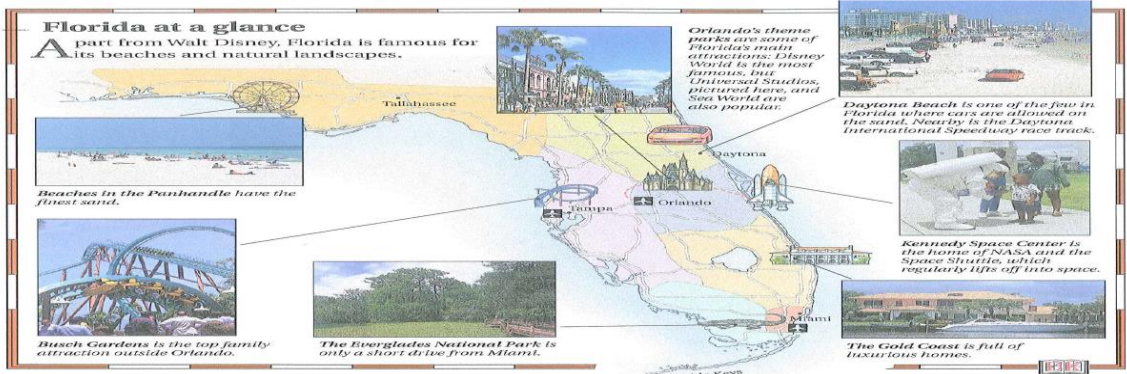 Florida at a glance
Apart from Walt Disney, Florida is famous for
its beaches and natural landscapes.
Orlando's theme
parks are some of
Florida's main
attractions: Disney
World is the most
famous, but
Universal Studios,
pictured here, and
Sea World are
also popular.
Daytona Beach is one of the few in
Florida where cars are allowed on
the sand. Nearby is the Daytona
International Speedway race track.
Tallahassee
Beaches in the Panhandle have the
finest sand.
Daytona
Tampa
Orlando
Kennedy Space Center is
the home of NASA and the
Space Shuttle, which
regularly lifts off into space.
Busch Gardens is the top family
attraction outside Orlando.
The Everglades National Park is
only a short drive from Miami.
Miami
The Gold Coast is full of
luxurious homes.
Keys